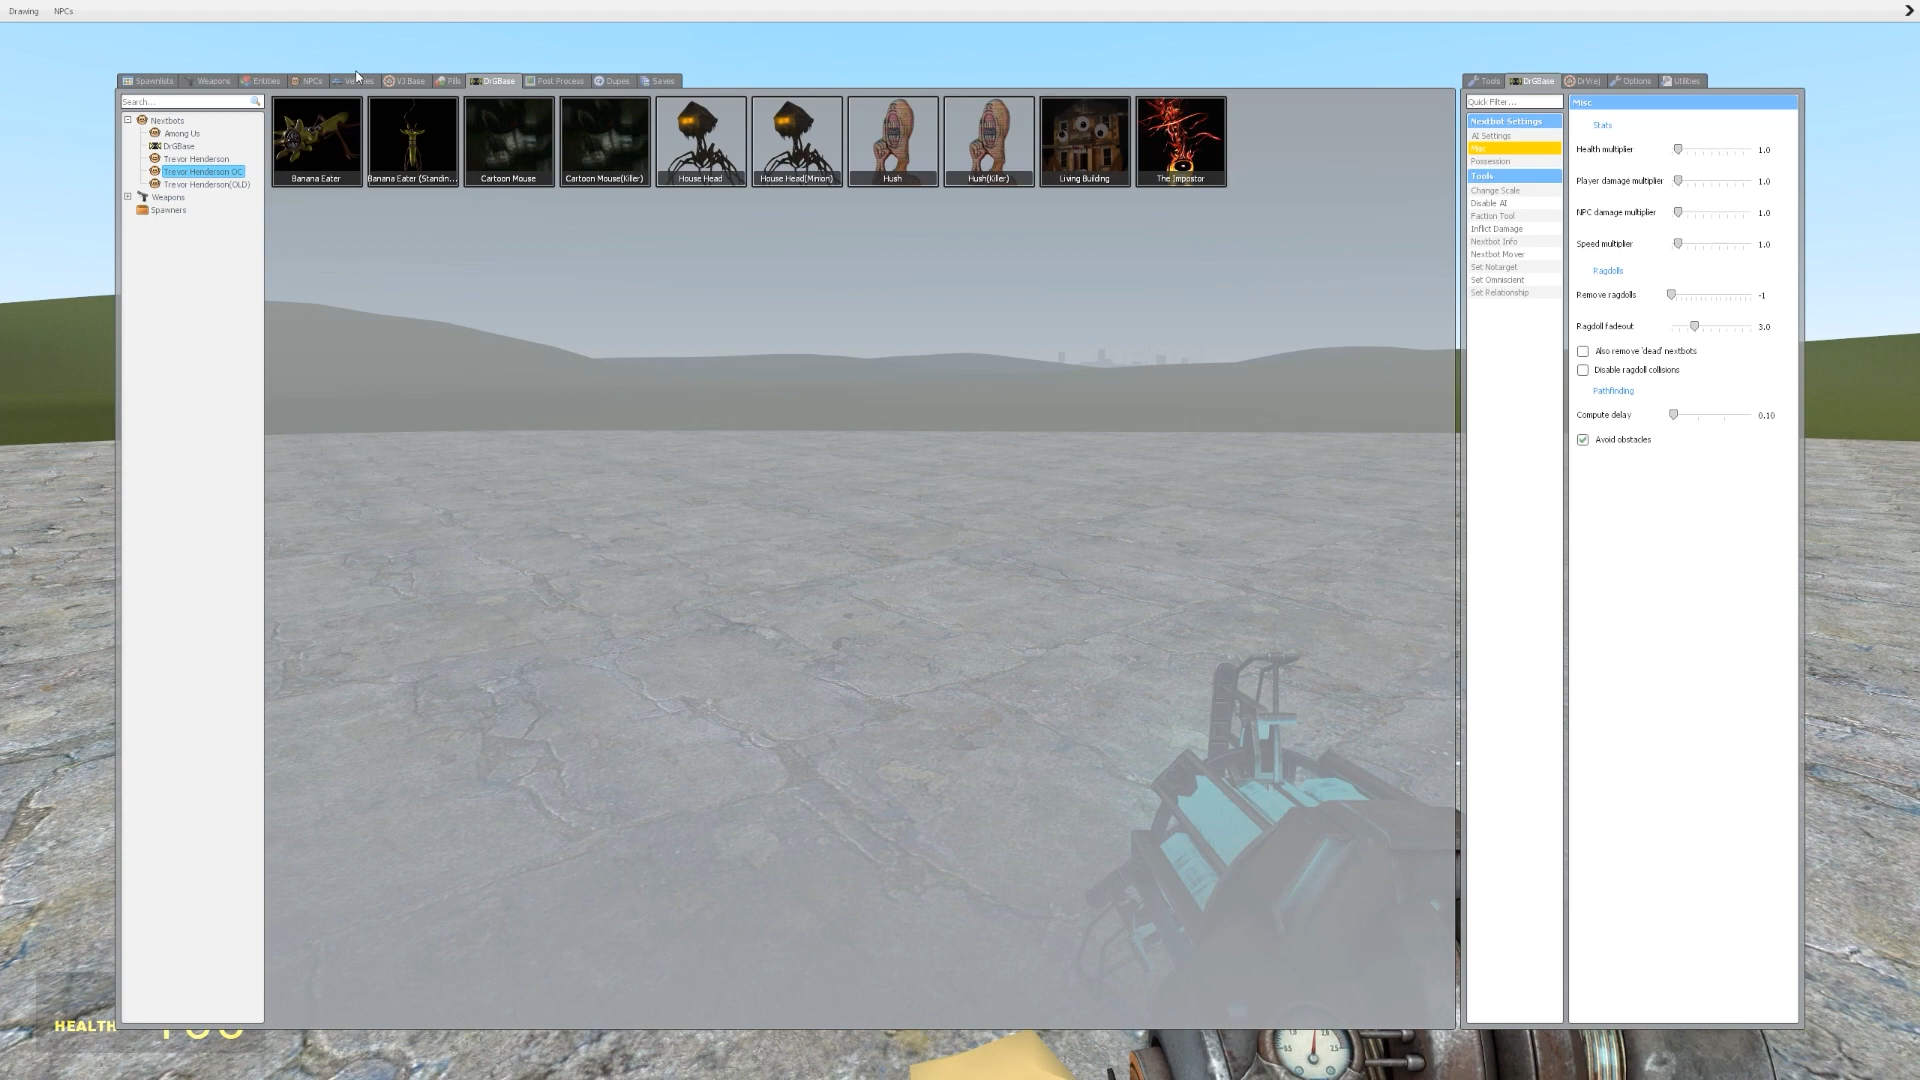 Drawing NPCs
Spawnlists Weapons Entities NPCs VJ Base Pills DrGBase Post Process Dupes Saves
Tools DrGBase DrVrej Options Utilities
Search...
Nextbots
Among Us
DrGBase
Trevor Henderson
Trevor Henderson OC
Trevor Henderson(OLD)
Weapons
Spawners
Banana Eater
Banana Eater (Standin...
Cartoon Mouse
Cartoon Mouse(Killer)
House Head
House Head(Minion)
Hush
Hush(Killer)
Living Building
The Impostor
Quick Filter...
Nextbot Settings
AI Settings
Misc
Possession
Tools
Change Scale
Disable AI
Faction Tool
Inflict Damage
Nextbot Info
Nextbot Mover
Set Notarget
Set Omniscient
Set Relationship
Misc
Stats
Health multiplier 1.0
Player damage multiplier 1.0
NPC damage multiplier 1.0
Speed multiplier 1.0
Ragdolls
Remove ragdolls -1
Ragdoll fadeout 3.0
Also remove 'dead' nextbots
Disable ragdoll collisions
Pathfinding
Compute delay 0.10
Avoid obstacles
HEALTH 100